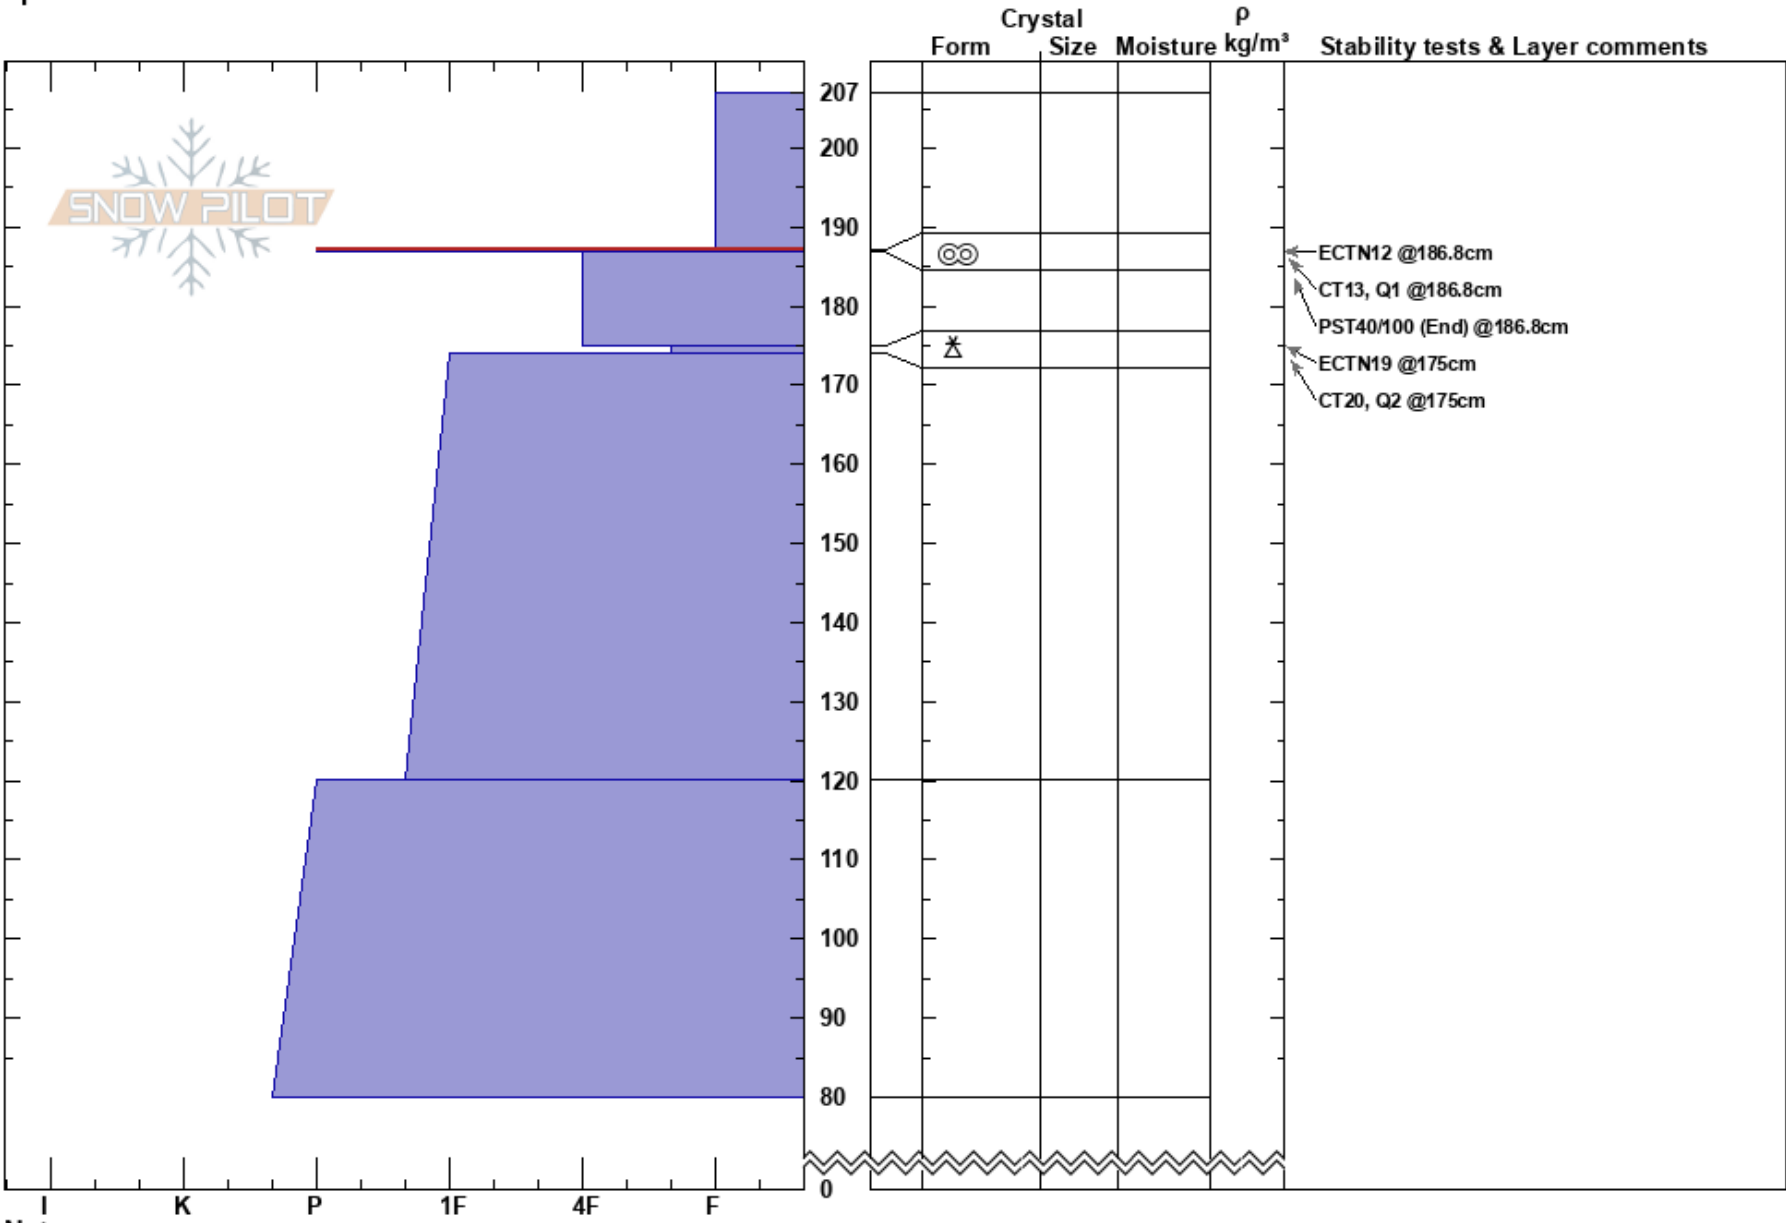 Crystal ρ
Form Size Moisture kg/m³ Stability tests & Layer comments
207
200
SNOW PILOT
190
ECTN12 @186.8cm
CT13, Q1 @186.8cm
180
PST40/100 (End) @186.8cm
ECTN19 @175cm
170
CT20, Q2 @175cm
160
150
140
130
120
110
100
90
80
0
I K P 1F 4F F